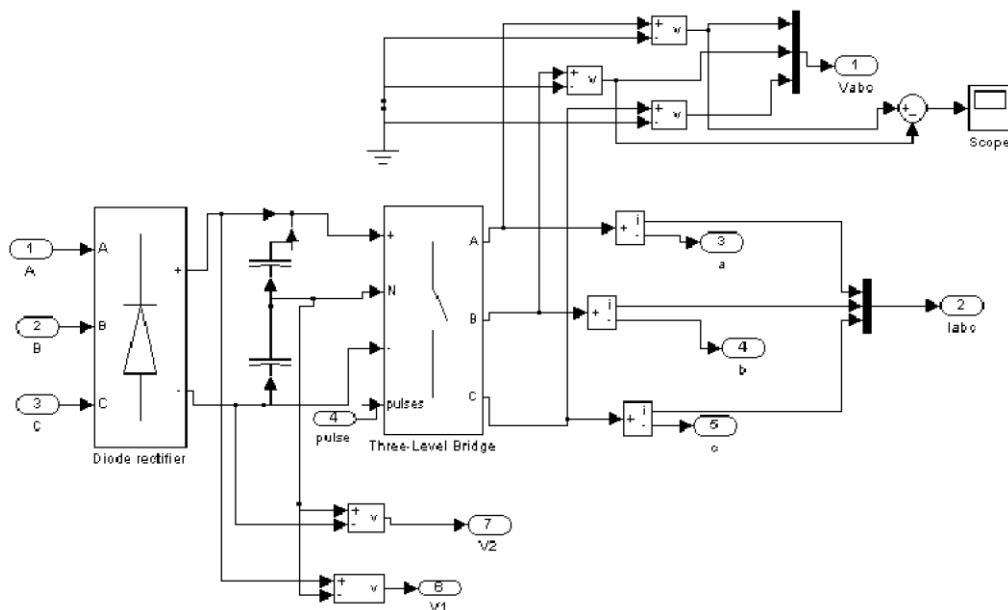 +
-
v
+
-
v
+
-
v
1
Vabc
+
-
Scope
1
A
2
B
3
C
A
B
C
+
-
Diode rectifier
+
N
-
pulses
4
pulse
A
B
C
Three-Level Bridge
+
i
-
3
a
+
i
-
4
b
+
i
-
5
c
2
Iabc
+
-
v
7
V2
+
-
v
6
V1